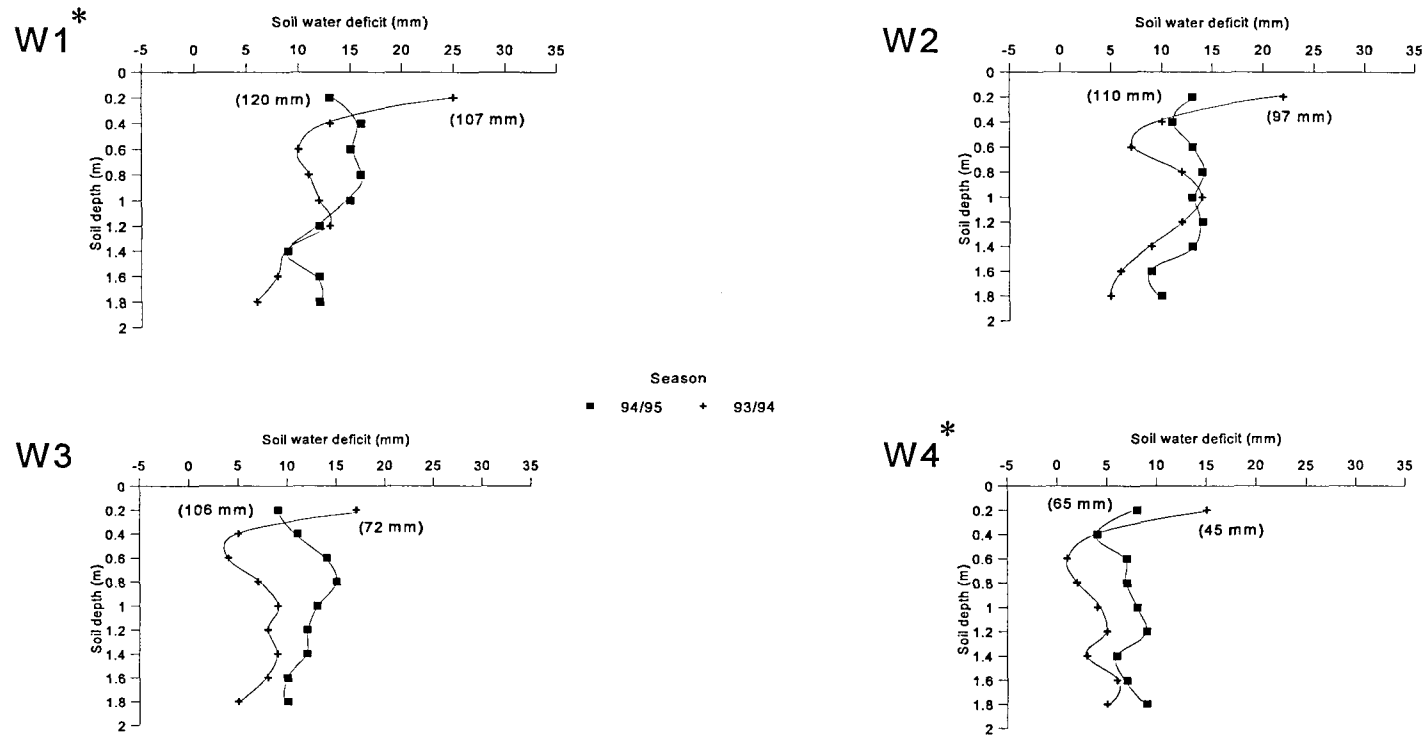 W1*
Soil water deficit (mm)
-5 0 5 10 15 20 25 30 35
0
0.2
0.4
0.6
0.8
1
1.2
1.4
1.6
1.8
2
Soil depth (m)
(120 mm)
(107 mm)
W2
Soil water deficit (mm)
-5 0 5 10 15 20 25 30 35
0
0.2
0.4
0.6
0.8
1
1.2
1.4
1.6
1.8
2
Soil depth (m)
(110 mm)
(97 mm)
Season
94/95 93/94
W3
Soil water deficit (mm)
-5 0 5 10 15 20 25 30 35
0
0.2
0.4
0.6
0.8
1
1.2
1.4
1.6
1.8
2
Soil depth (m)
(106 mm)
(72 mm)
W4*
Soil water deficit (mm)
-5 0 5 10 15 20 25 30 35
0
0.2
0.4
0.6
0.8
1
1.2
1.4
1.6
1.8
2
Soil depth (m)
(65 mm)
(45 mm)